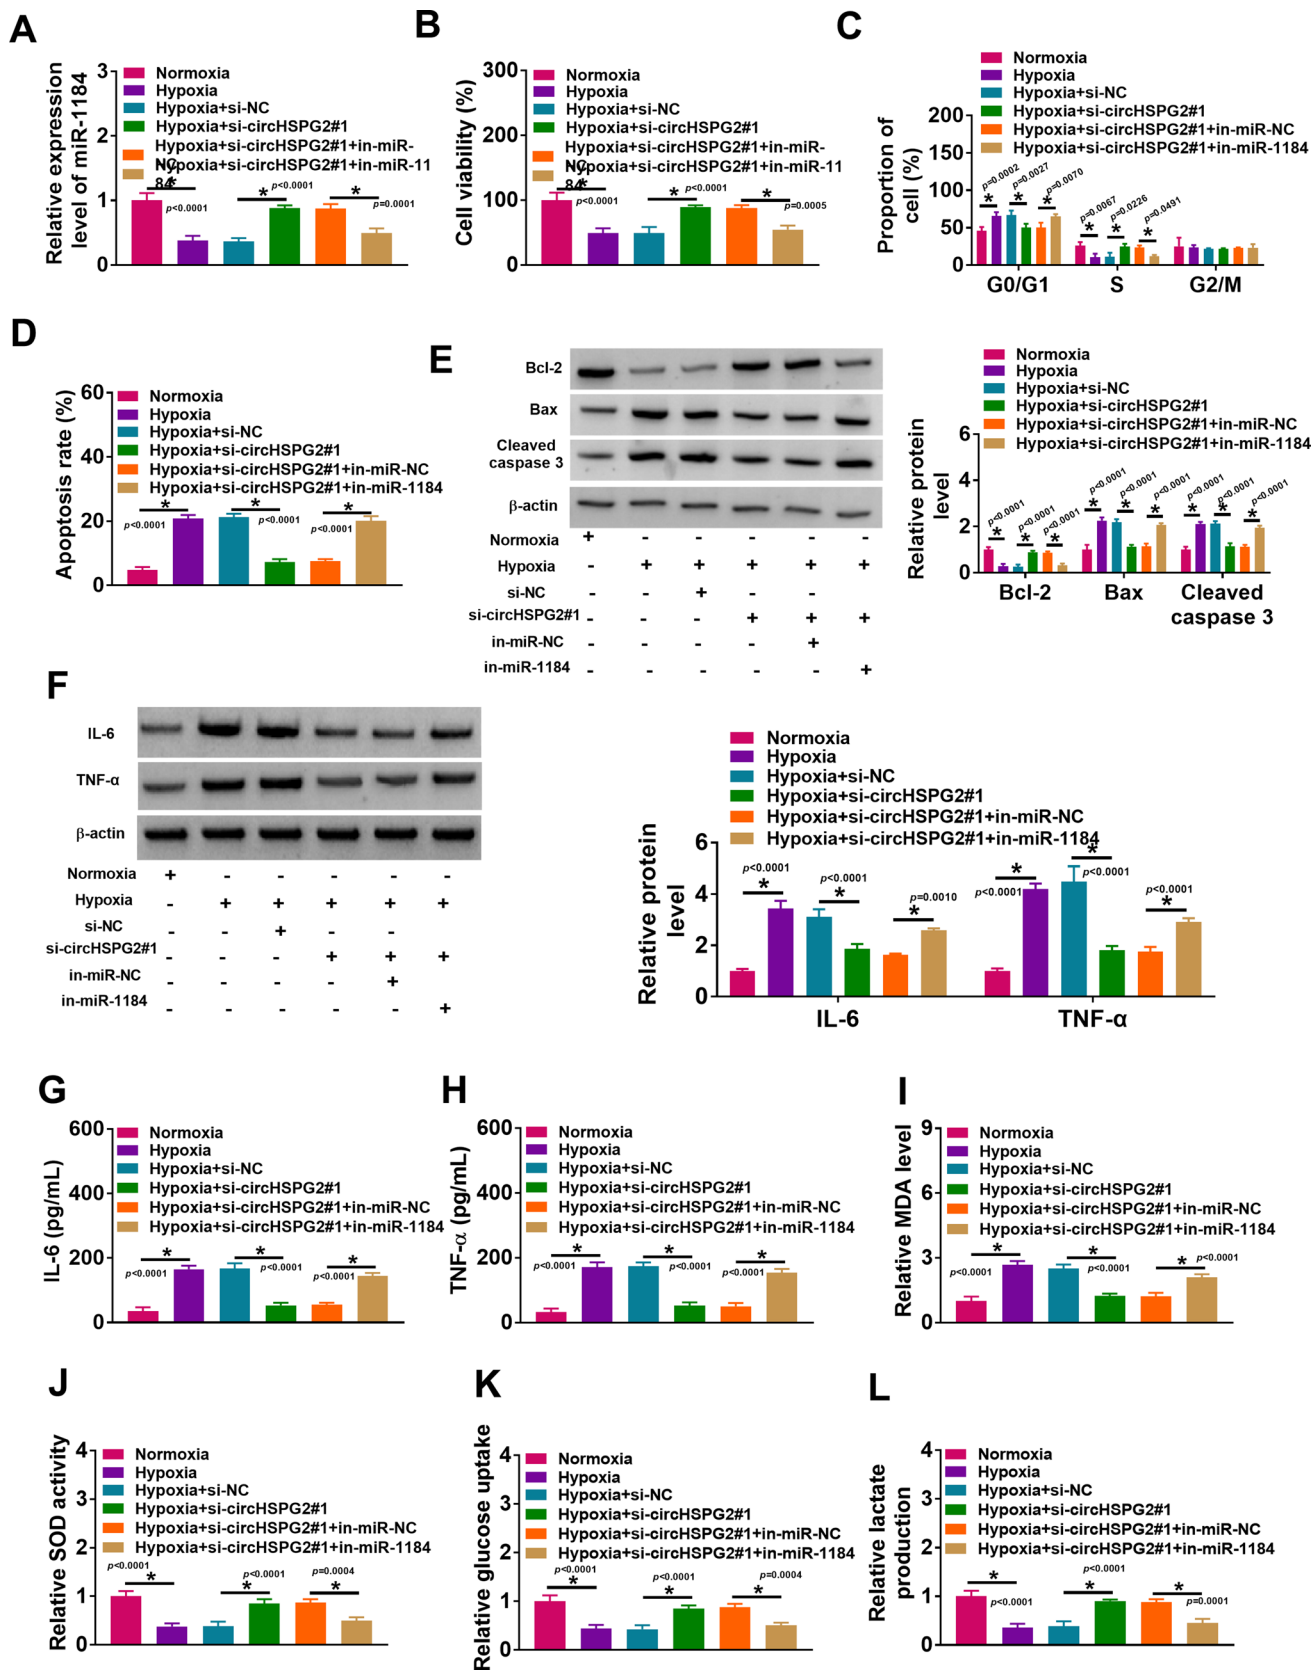 A
Relative expression
level of miR-1184
3
2
1
0
Normoxia
Hypoxia
Hypoxia+si-NC
Hypoxia+si-circHSPG2#1
Hypoxia+si-circHSPG2#1+in-miR-
NC
Hypoxia+si-circHSPG2#1+in-miR-11
84
* * *
p<0.0001 p<0.0001 p=0.0001
B
Cell viability (%)
300
200
100
0
Normoxia
Hypoxia
Hypoxia+si-NC
Hypoxia+si-circHSPG2#1
Hypoxia+si-circHSPG2#1+in-miR-
NC
Hypoxia+si-circHSPG2#1+in-miR-11
84
* * *
p<0.0001 p<0.0001 p=0.0005
C
Proportion of
cell (%)
200
150
100
50
0
Normoxia
Hypoxia
Hypoxia+si-NC
Hypoxia+si-circHSPG2#1
Hypoxia+si-circHSPG2#1+in-miR-NC
Hypoxia+si-circHSPG2#1+in-miR-1184
p=0.0002 p=0.0027 p=0.0070
* * *
p=0.0067 p=0.0226 p=0.0491
* * *
G0/G1 S G2/M
D
Apoptosis rate (%)
60
40
20
0
Normoxia
Hypoxia
Hypoxia+si-NC
Hypoxia+si-circHSPG2#1
Hypoxia+si-circHSPG2#1+in-miR-NC
Hypoxia+si-circHSPG2#1+in-miR-1184
* * *
p<0.0001 p<0.0001 p<0.0001
E
Bcl-2
Bax
Cleaved
caspase 3
β-actin
Normoxia + - - - - -
Hypoxia - + + + + +
si-NC - - + - - -
si-circHSPG2#1 - - - + + +
in-miR-NC - - - - + -
in-miR-1184 - - - - - +
Relative protein
level
6
4
2
0
Normoxia
Hypoxia
Hypoxia+si-NC
Hypoxia+si-circHSPG2#1
Hypoxia+si-circHSPG2#1+in-miR-NC
Hypoxia+si-circHSPG2#1+in-miR-1184
p<0.0001 p<0.0001 p<0.0001
* * *
p<0.0001 p<0.0001 p<0.0001
* * *
p<0.0001 p<0.0001 p<0.0001
* * *
Bcl-2 Bax Cleaved
caspase 3
F
IL-6
TNF-α
β-actin
Normoxia + - - - - -
Hypoxia - + + + + +
si-NC - - + - - -
si-circHSPG2#1 - - - + + +
in-miR-NC - - - - + -
in-miR-1184 - - - - - +
Relative protein
level
6
4
2
0
Normoxia
Hypoxia
Hypoxia+si-NC
Hypoxia+si-circHSPG2#1
Hypoxia+si-circHSPG2#1+in-miR-NC
Hypoxia+si-circHSPG2#1+in-miR-1184
p<0.0001 p<0.0001 p=0.0010
* * *
p<0.0001 p<0.0001 p<0.0001
* * *
IL-6 TNF-α
G
IL-6 (pg/mL)
600
400
200
0
Normoxia
Hypoxia
Hypoxia+si-NC
Hypoxia+si-circHSPG2#1
Hypoxia+si-circHSPG2#1+in-miR-NC
Hypoxia+si-circHSPG2#1+in-miR-1184
* * *
p<0.0001 p<0.0001 p<0.0001
H
TNF-α (pg/mL)
600
400
200
0
Normoxia
Hypoxia
Hypoxia+si-NC
Hypoxia+si-circHSPG2#1
Hypoxia+si-circHSPG2#1+in-miR-NC
Hypoxia+si-circHSPG2#1+in-miR-1184
* * *
p<0.0001 p<0.0001 p<0.0001
I
Relative MDA level
9
6
3
0
Normoxia
Hypoxia
Hypoxia+si-NC
Hypoxia+si-circHSPG2#1
Hypoxia+si-circHSPG2#1+in-miR-NC
Hypoxia+si-circHSPG2#1+in-miR-1184
* * *
p<0.0001 p<0.0001 p<0.0001
J
Relative SOD activity
4
3
2
1
0
Normoxia
Hypoxia
Hypoxia+si-NC
Hypoxia+si-circHSPG2#1
Hypoxia+si-circHSPG2#1+in-miR-NC
Hypoxia+si-circHSPG2#1+in-miR-1184
p<0.0001 p<0.0001 p=0.0004
* * *
K
Relative glucose uptake
4
3
2
1
0
Normoxia
Hypoxia
Hypoxia+si-NC
Hypoxia+si-circHSPG2#1
Hypoxia+si-circHSPG2#1+in-miR-NC
Hypoxia+si-circHSPG2#1+in-miR-1184
p<0.0001 p<0.0001 p=0.0004
* * *
L
Relative lactate
production
4
3
2
1
0
Normoxia
Hypoxia
Hypoxia+si-NC
Hypoxia+si-circHSPG2#1
Hypoxia+si-circHSPG2#1+in-miR-NC
Hypoxia+si-circHSPG2#1+in-miR-1184
* * *
p<0.0001 p<0.0001 p=0.0001